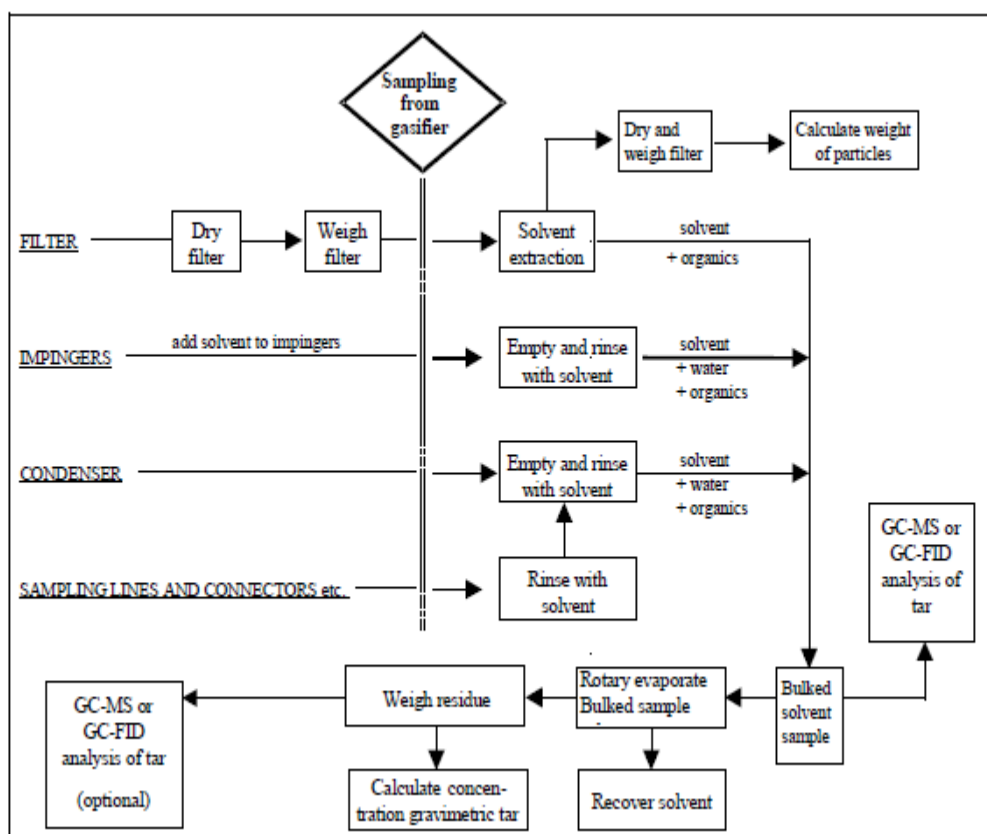 Sampling
from
gasifier
Dry and
weigh filter
Calculate weight
of particles
FILTER
Dry
filter
Weigh
filter
Solvent
extraction
solvent
+ organics
IMPINGERS
add solvent to impingers
Empty and rinse
with solvent
solvent
+ water
+ organics
CONDENSER
Empty and rinse
with solvent
solvent
+ water
+ organics
GC-MS or
GC-FID
analysis of
tar
SAMPLING LINES AND CONNECTORS etc.
Rinse with
solvent
GC-MS or
GC-FID
analysis of tar
(optional)
Weigh residue
Rotary evaporate
Bulked sample
Bulked
solvent
sample
Calculate concen-
tration gravimetric tar
Recover solvent